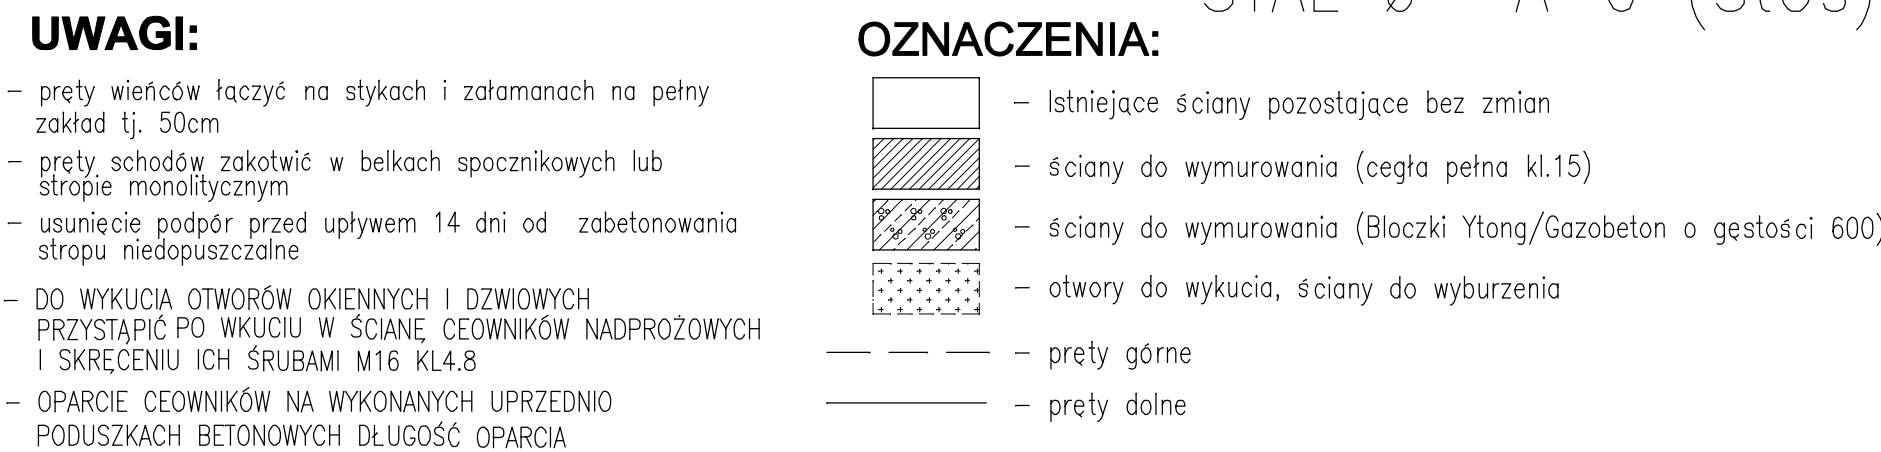 UWAGI:
– pręty wieńców łączyć na stykach i załamanach na pełny
zakład tj. 50cm
– pręty schodów zakotwić w belkach spocznikowych lub
stropie monolitycznym
– usunięcie podpór przed upływem 14 dni od zabetonowania
stropu niedopuszczalne
– DO WYKUCIA OTWORÓW OKIENNYCH I DZWIOWYCH
PRZYSTĄPIĆ PO WKUCIU W ŚCIANĘ CEOWNIKÓW NADPROŻOWYCH
I SKRĘCENIU ICH ŚRUBAMI M16 KL4.8
– OPARCIE CEOWNIKÓW NA WYKONANYCH UPRZEDNIO
PODUSZKACH BETONOWYCH DŁUGOŚĆ OPARCIA
OZNACZENIA:
– Istniejące ściany pozostające bez zmian
– ściany do wymurowania (cegła pełna kl.15)
– ściany do wymurowania (Bloczki Ytong/Gazobeton o gęstości 600)
– otwory do wykucia, ściany do wyburzenia
– pręty górne
– pręty dolne